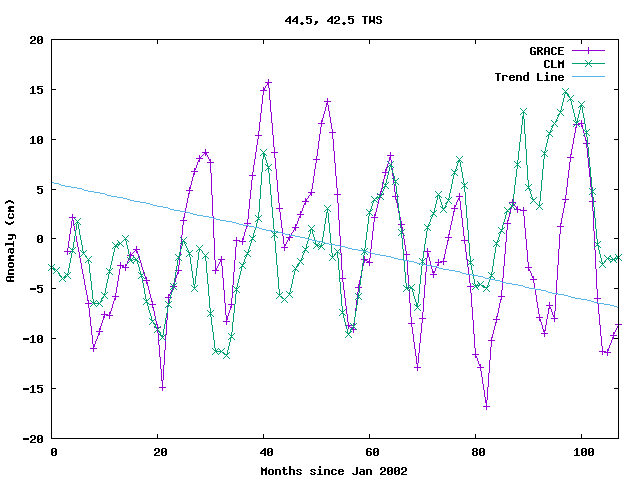 44.5, 42.5 TWS
GRACE
CLM
Trend Line
Anomaly (cm)
20
15
10
5
0
-5
-10
-15
-20
0 20 40 60 80 100
Months since Jan 2002